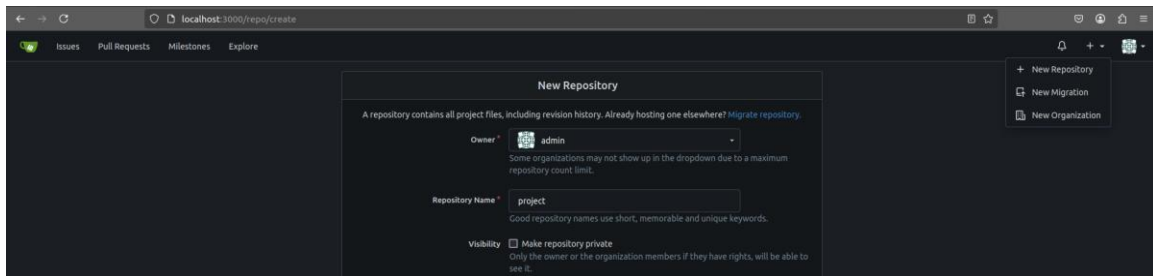 localhost:3000/repo/create
Issues Pull Requests Milestones Explore
+ New Repository
New Migration
New Organization
New Repository
A repository contains all project files, including revision history. Already hosting one elsewhere? Migrate repository.
Owner * admin
Some organizations may not show up in the dropdown due to a maximum
repository count limit.
Repository Name * project
Good repository names use short, memorable and unique keywords.
Visibility Make repository private
Only the owner or the organization members if they have rights, will be able to
see it.